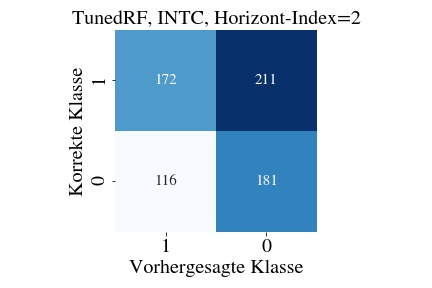 TunedRF, INTC, Horizont-Index=2
Korrekte Klasse
1
172
211
0
116
181
1
0
Vorhergesagte Klasse